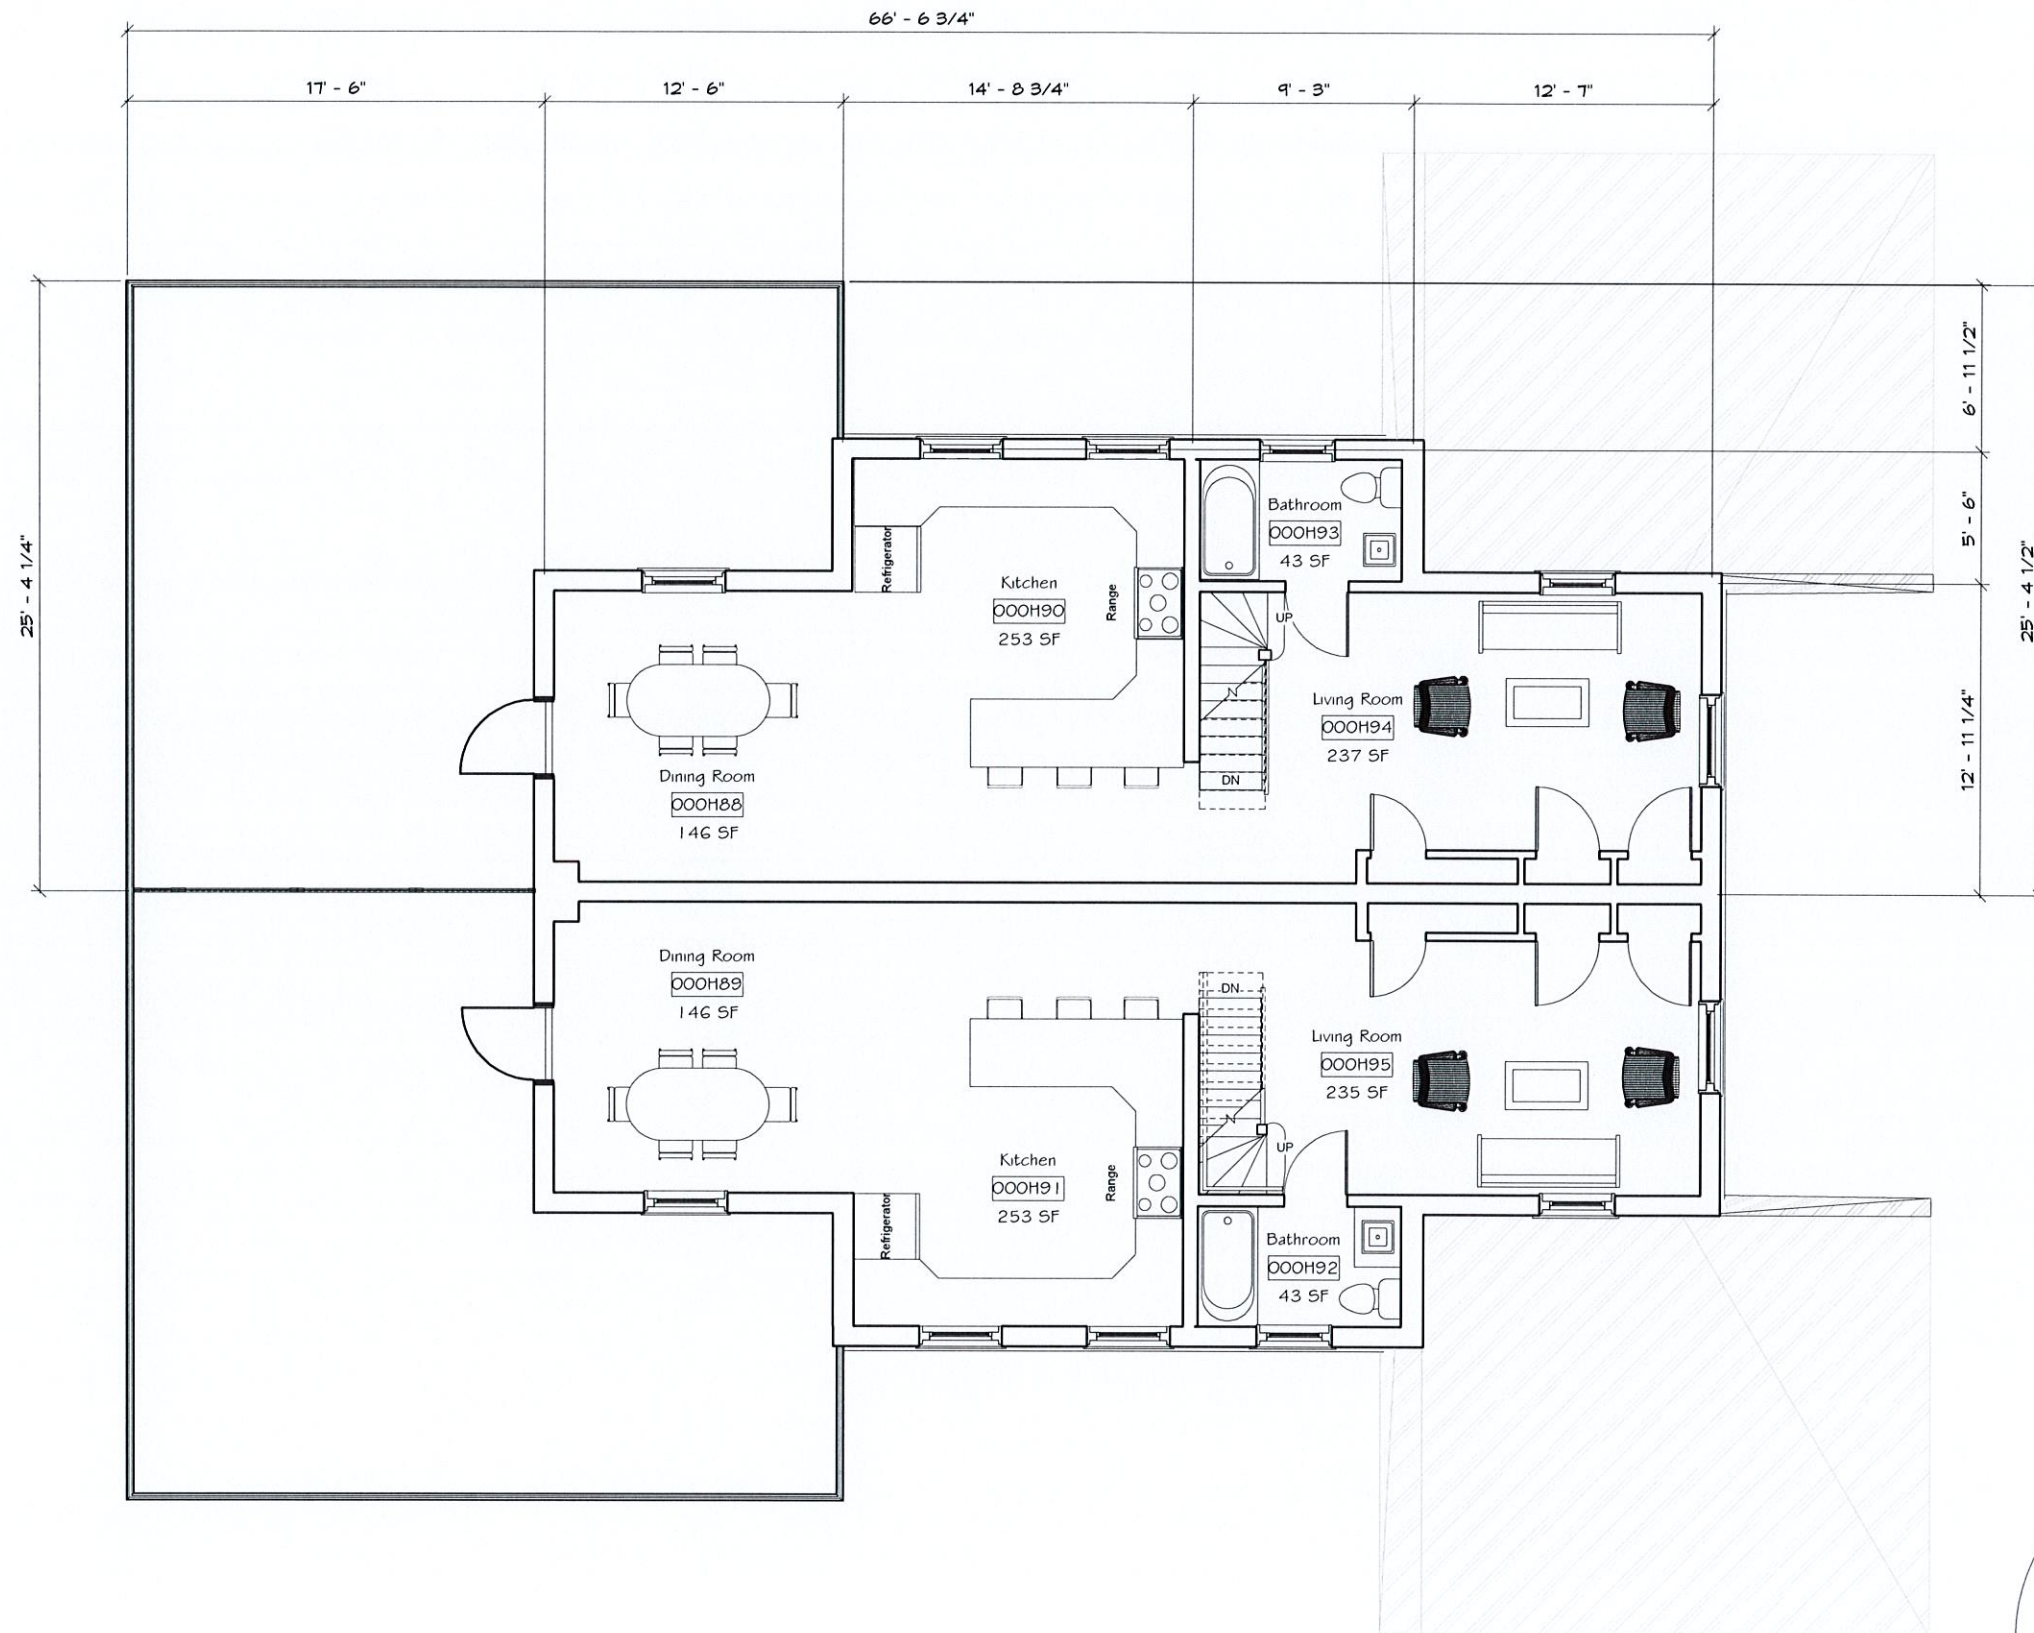 66' - 6 3/4"
17' - 6"
12' - 6"
14' - 8 3/4"
9' - 3"
12' - 7"
6' - 11 1/2"
5' - 6"
12' - 11 1/4"
25' - 4 1/2"
25' - 4 1/4"
Refrigerator
Kitchen
000H90
253 SF
Range
Bathroom
000H93
43 SF
UP
DN
Living Room
000H94
237 SF
Dining Room
000H88
146 SF
Dining Room
000H89
146 SF
DN
UP
Living Room
000H95
235 SF
Refrigerator
Kitchen
000H91
253 SF
Range
Bathroom
000H92
43 SF